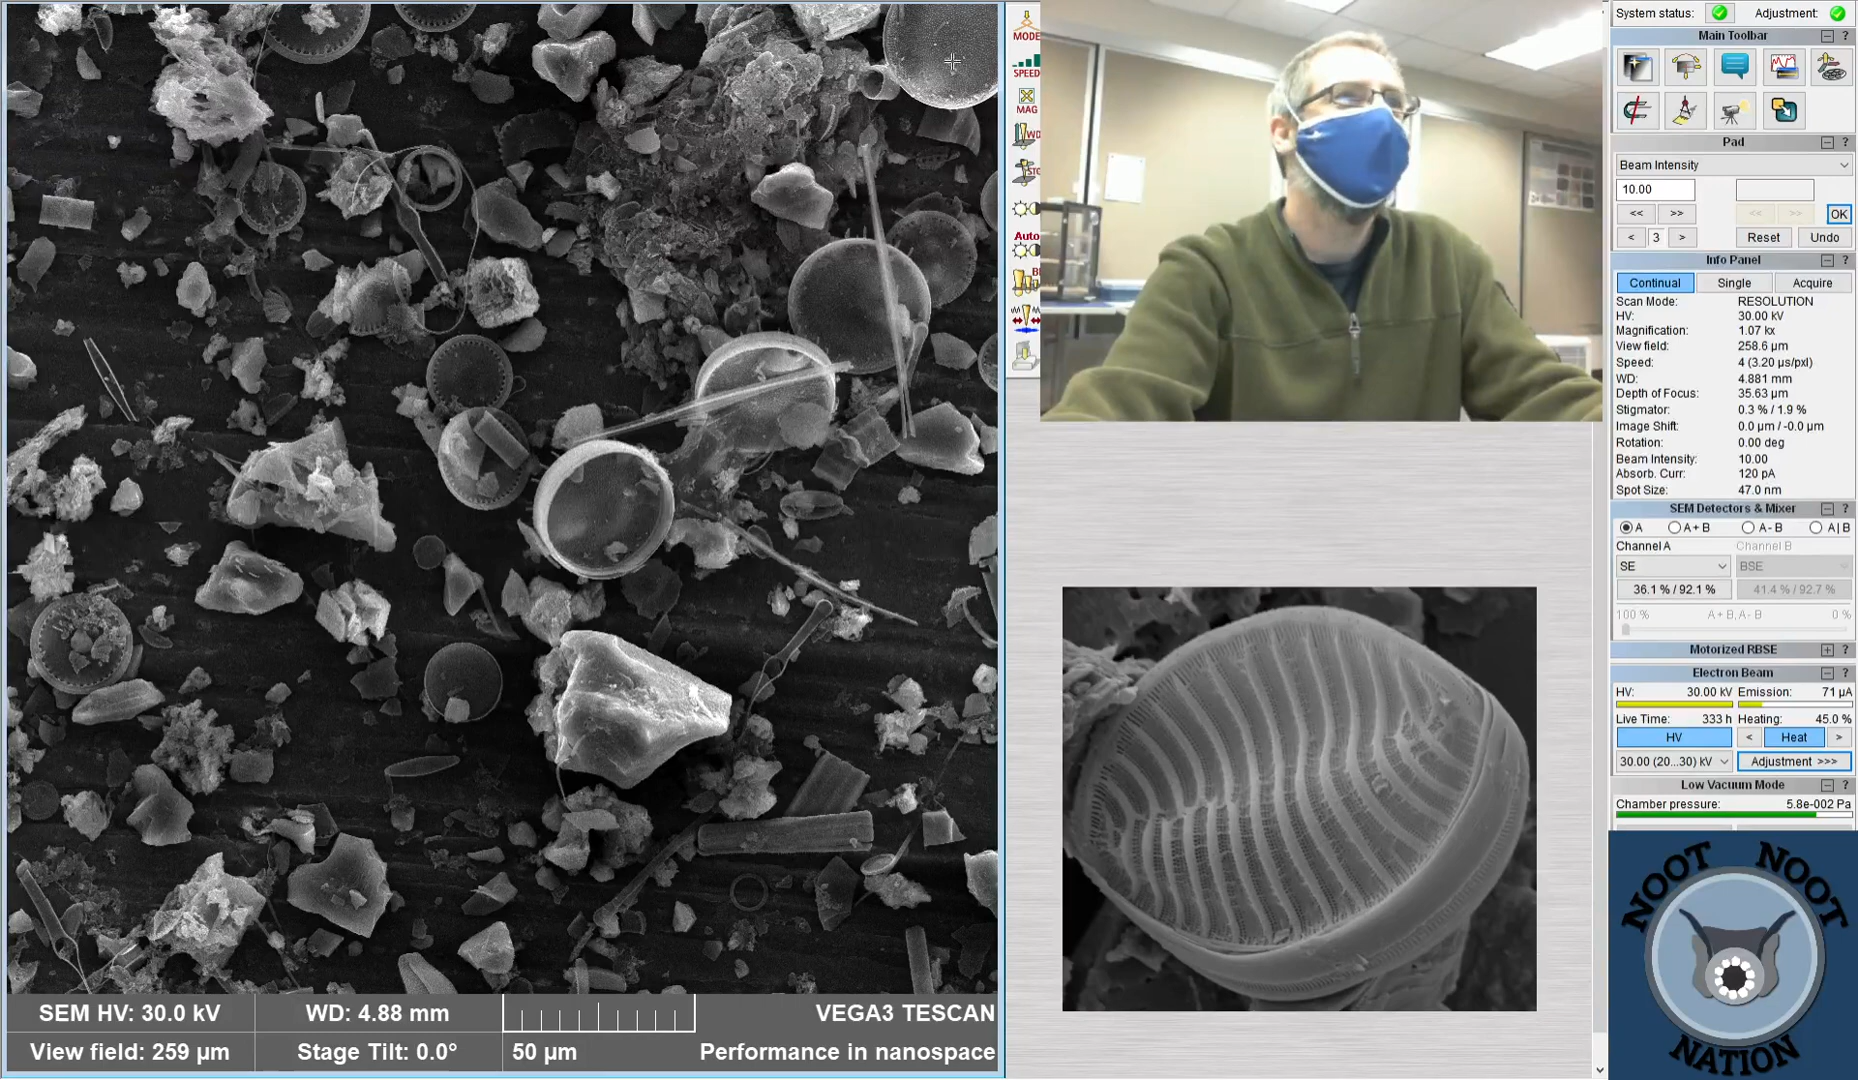 MODE
SPEED
MAG
WD
Auto
System status:
Adjustment:
Main Toolbar
Pad
Beam Intensity
10.00
<<
>>
<<
>>
OK
<
3
>
Reset
Undo
Info Panel
Continual
Single
Acquire
Scan Mode: RESOLUTION
HV: 30.00 kV
Magnification: 1.07 kx
View field: 258.6 µm
Speed: 4 (3.20 µs/pxl)
WD: 4.881 mm
Depth of Focus: 35.63 µm
Stigmator: 0.3 % / 1.9 %
Image Shift: 0.0 µm / -0.0 µm
Rotation: 0.00 deg
Beam Intensity: 10.00
Absorb. Curr: 120 pA
Spot Size: 47.0 nm
SEM Detectors & Mixer
A
A + B
A - B
A | B
Channel A
Channel B
SE
BSE
36.1 % / 92.1 %
41.4 % / 92.7 %
100 %
A + B, A - B
0 %
Motorized RBSE
Electron Beam
HV: 30.00 kV
Emission: 71 µA
Live Time: 333 h
Heating: 45.0 %
HV
<
Heat
>
30.00 (20...30) kV
Adjustment >>>
Low Vacuum Mode
Chamber pressure: 5.8e-002 Pa
NOOT NOOT
NATION
SEM HV: 30.0 kV
WD: 4.88 mm
VEGA3 TESCAN
View field: 259 µm
Stage Tilt: 0.0°
50 µm
Performance in nanospace